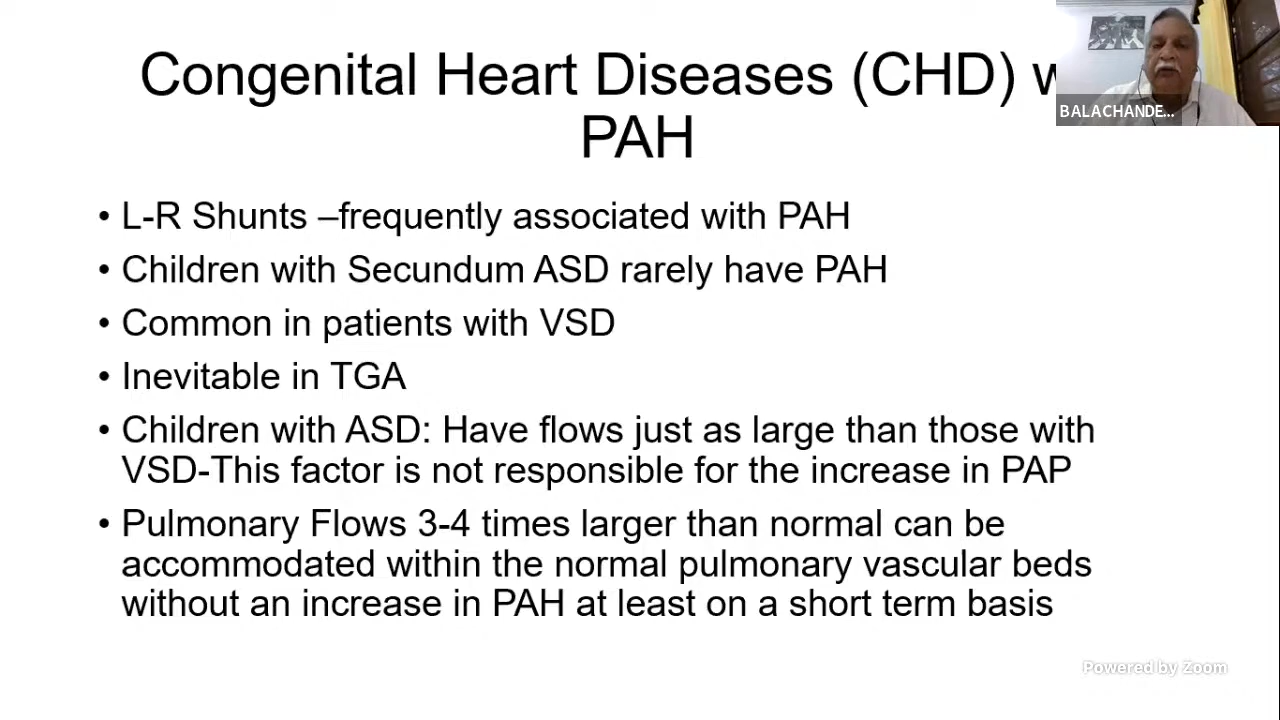 Congenital Heart Diseases (CHD) w
PAH
BALACHANDE...
• L-R Shunts –frequently associated with PAH
• Children with Secundum ASD rarely have PAH
• Common in patients with VSD
• Inevitable in TGA
• Children with ASD: Have flows just as large than those with
VSD-This factor is not responsible for the increase in PAP
• Pulmonary Flows 3-4 times larger than normal can be
accommodated within the normal pulmonary vascular beds
without an increase in PAH at least on a short term basis
Powered by Zoom